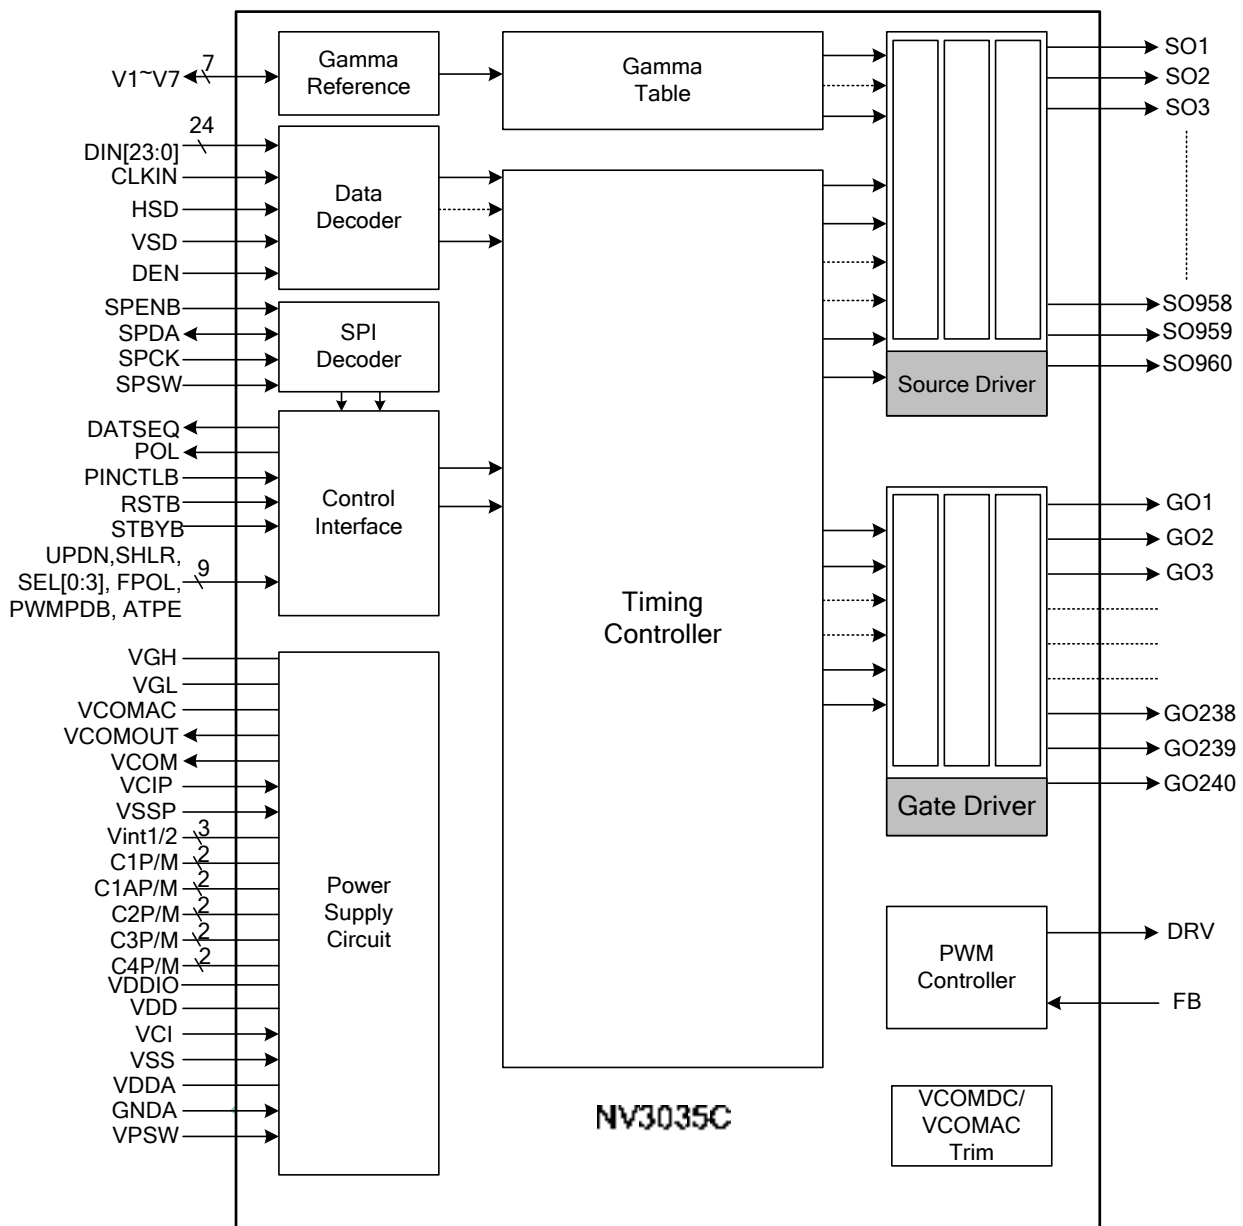 V1~V7
7
Gamma
Reference
Gamma
Table
SO1
SO2
SO3
24
DIN[23:0]
CLKIN
HSD
VSD
DEN
Data
Decoder
SPENB
SPDA
SPCK
SPSW
SPI
Decoder
SO958
SO959
SO960
Source Driver
DATSEQ
POL
PINCTLB
RSTB
STBYB
UPDN,SHLR,
SEL[0:3], FPOL,
PWMPDB, ATPE
9
Control
Interface
Timing
Controller
GO1
GO2
GO3
GO238
GO239
GO240
Gate Driver
VGH
VGL
VCOMAC
VCOMOUT
VCOM
VCIP
VSSP
Vint1/2
3
C1P/M
2
C1AP/M
2
C2P/M
2
C3P/M
2
C4P/M
2
VDDIO
VDD
VCI
VSS
VDDA
GNDA
VPSW
Power
Supply
Circuit
PWM
Controller
DRV
FB
NV3035C
VCOMDC/
VCOMAC
Trim